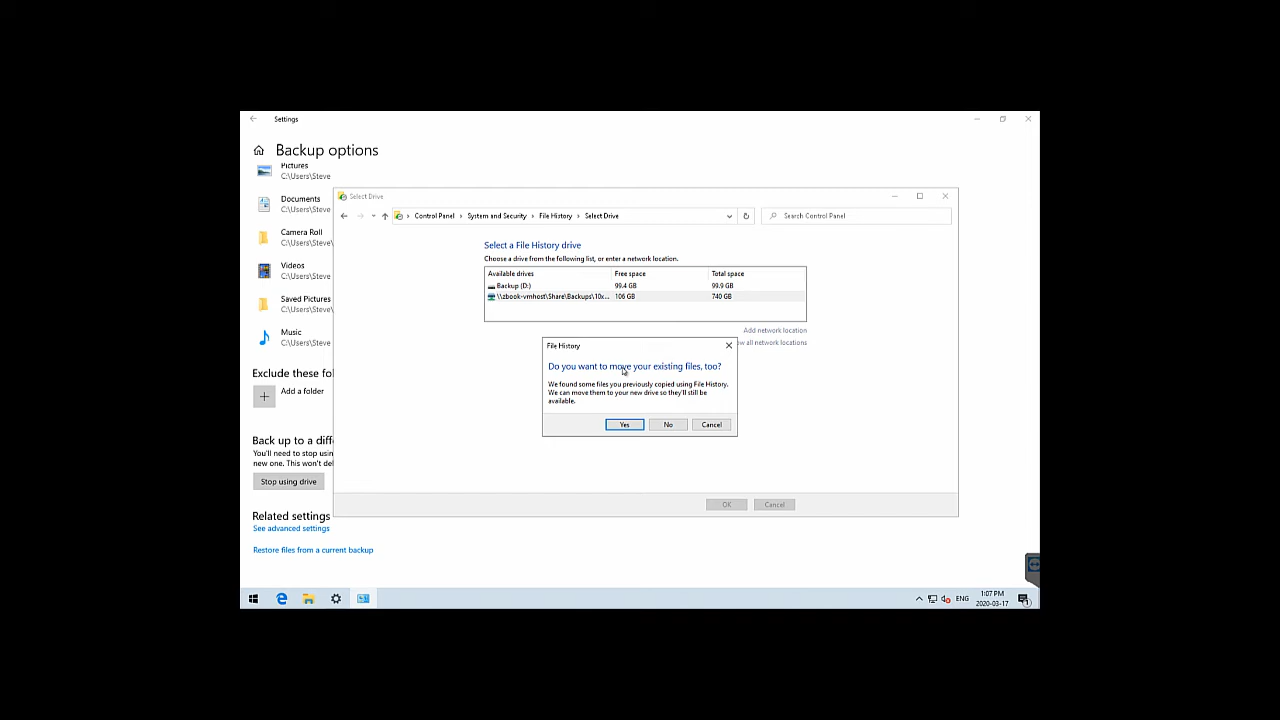 Settings
Backup options
Pictures
C:\Users\Steve
Documents
C:\Users\Steve
Camera Roll
C:\Users\Steve\
Videos
C:\Users\Steve
Saved Pictures
C:\Users\Steve\
Music
C:\Users\Steve
Exclude these fol
Add a folder
Back up to a diff
You'll need to stop usin
new one. This won't del
Stop using drive
Related settings
See advanced settings
Restore files from a current backup
Select Drive
Control Panel > System and Security > File History > Select Drive
Search Control Panel
Select a File History drive
Choose a drive from the following list, or enter a network location.
Available drives Free space Total space
Backup (D:) 99.4 GB 99.9 GB
\\zbook-vmhost\Share\Backups\10x... 106 GB 740 GB
Add network location
ow all network locations
File History
Do you want to move your existing files, too?
We found some files you previously copied using File History.
We can move them to your new drive so they'll still be
available.
Yes No Cancel
OK Cancel
ENG
1:07 PM
2020-03-17
1